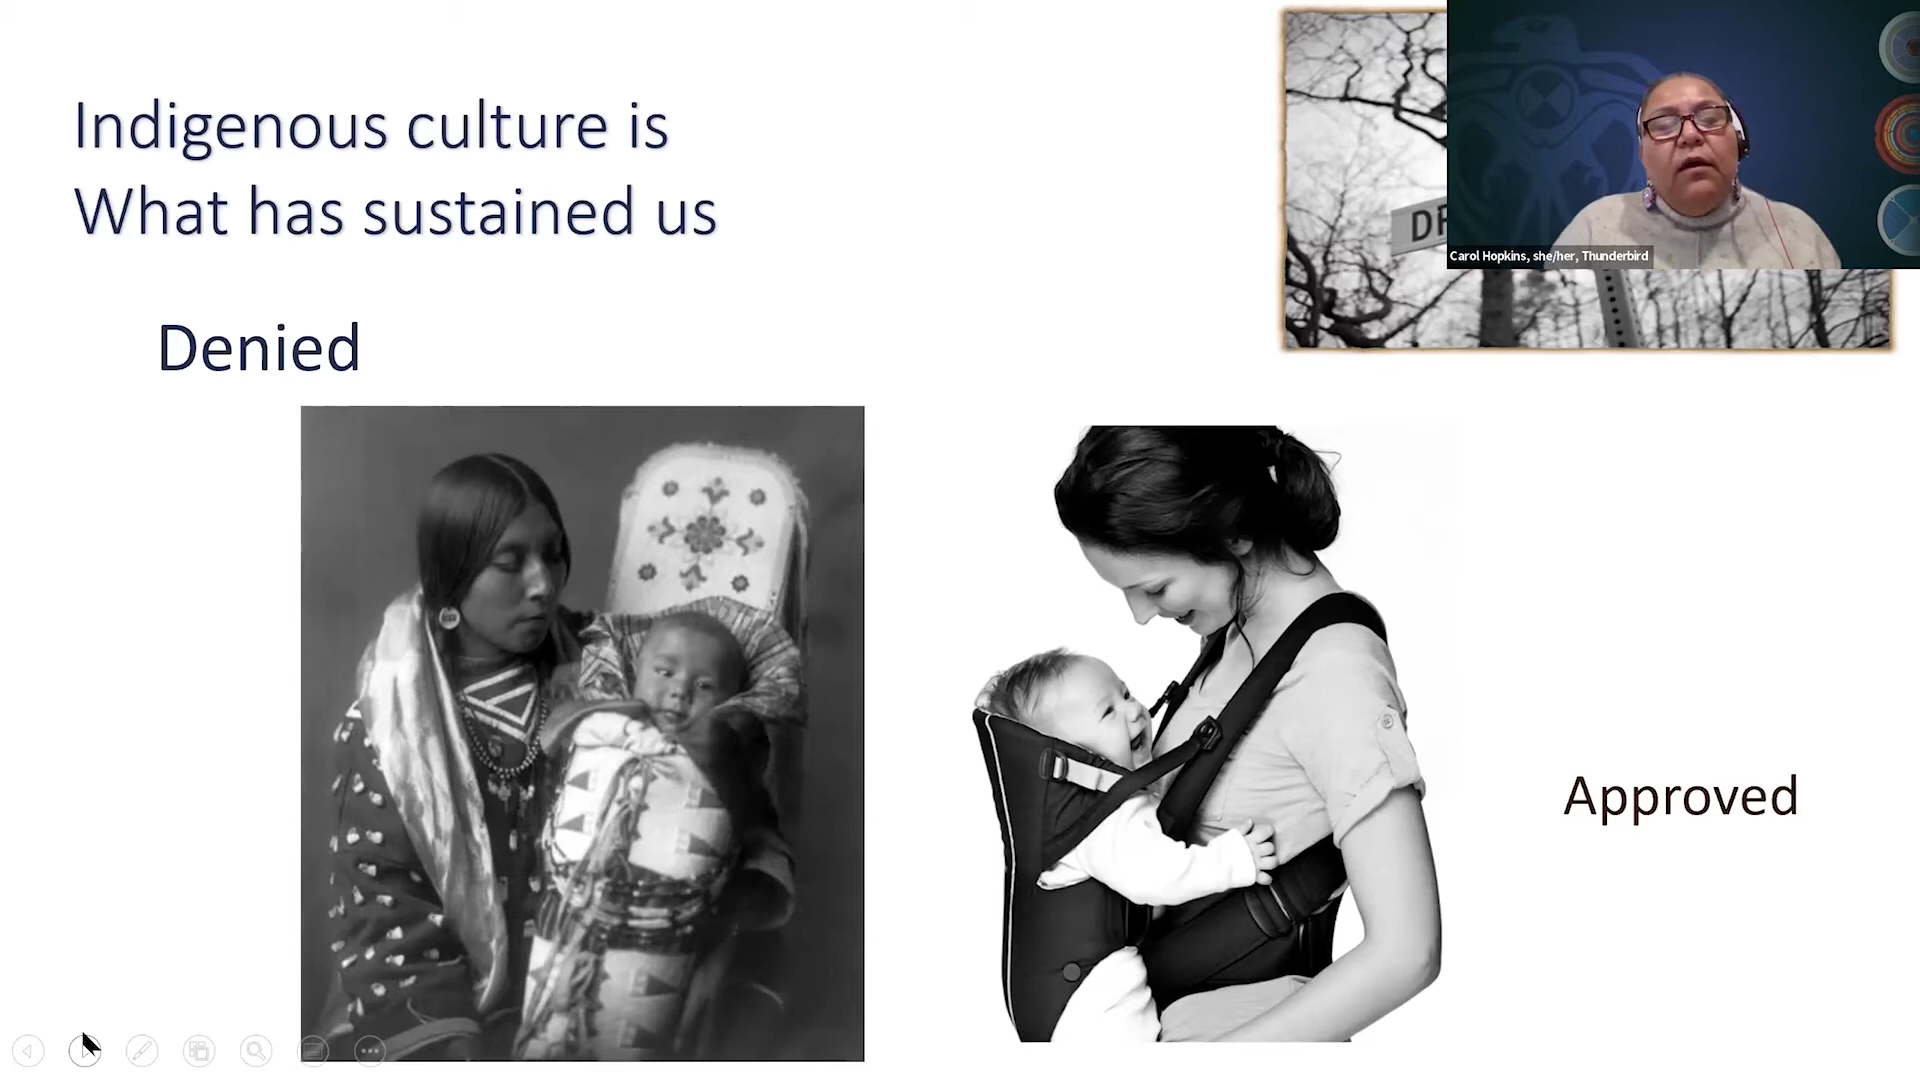 Indigenous culture is
What has sustained us
Denied
Approved
Carol Hopkins, she/her, Thunderbird